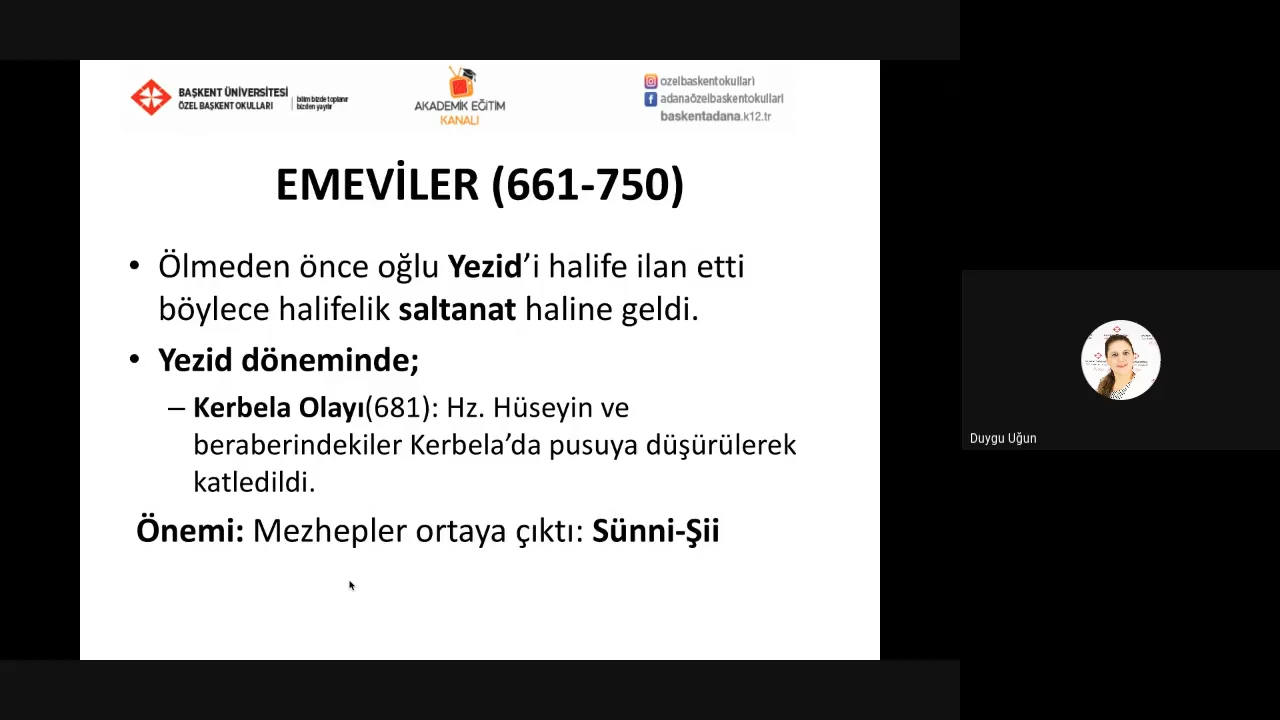 BAŞKENT ÜNİVERSİTESİ
ÖZEL BAŞKENT OKULLARI
bilim bizde toplanır
bizden yayılır
AKADEMİK EĞİTİM
KANALI
ozelbaskentokullari
adanaözelbaskentokullari
baskentadana.k12.tr
EMEVİLER (661-750)
• Ölmeden önce oğlu Yezid’i halife ilan etti
böylece halifelik saltanat haline geldi.
• Yezid döneminde;
– Kerbela Olayı(681): Hz. Hüseyin ve
beraberindekiler Kerbela’da pusuya düşürülerek
katledildi.
Önemi: Mezhepler ortaya çıktı: Sünni-Şii
Duygu Uğun